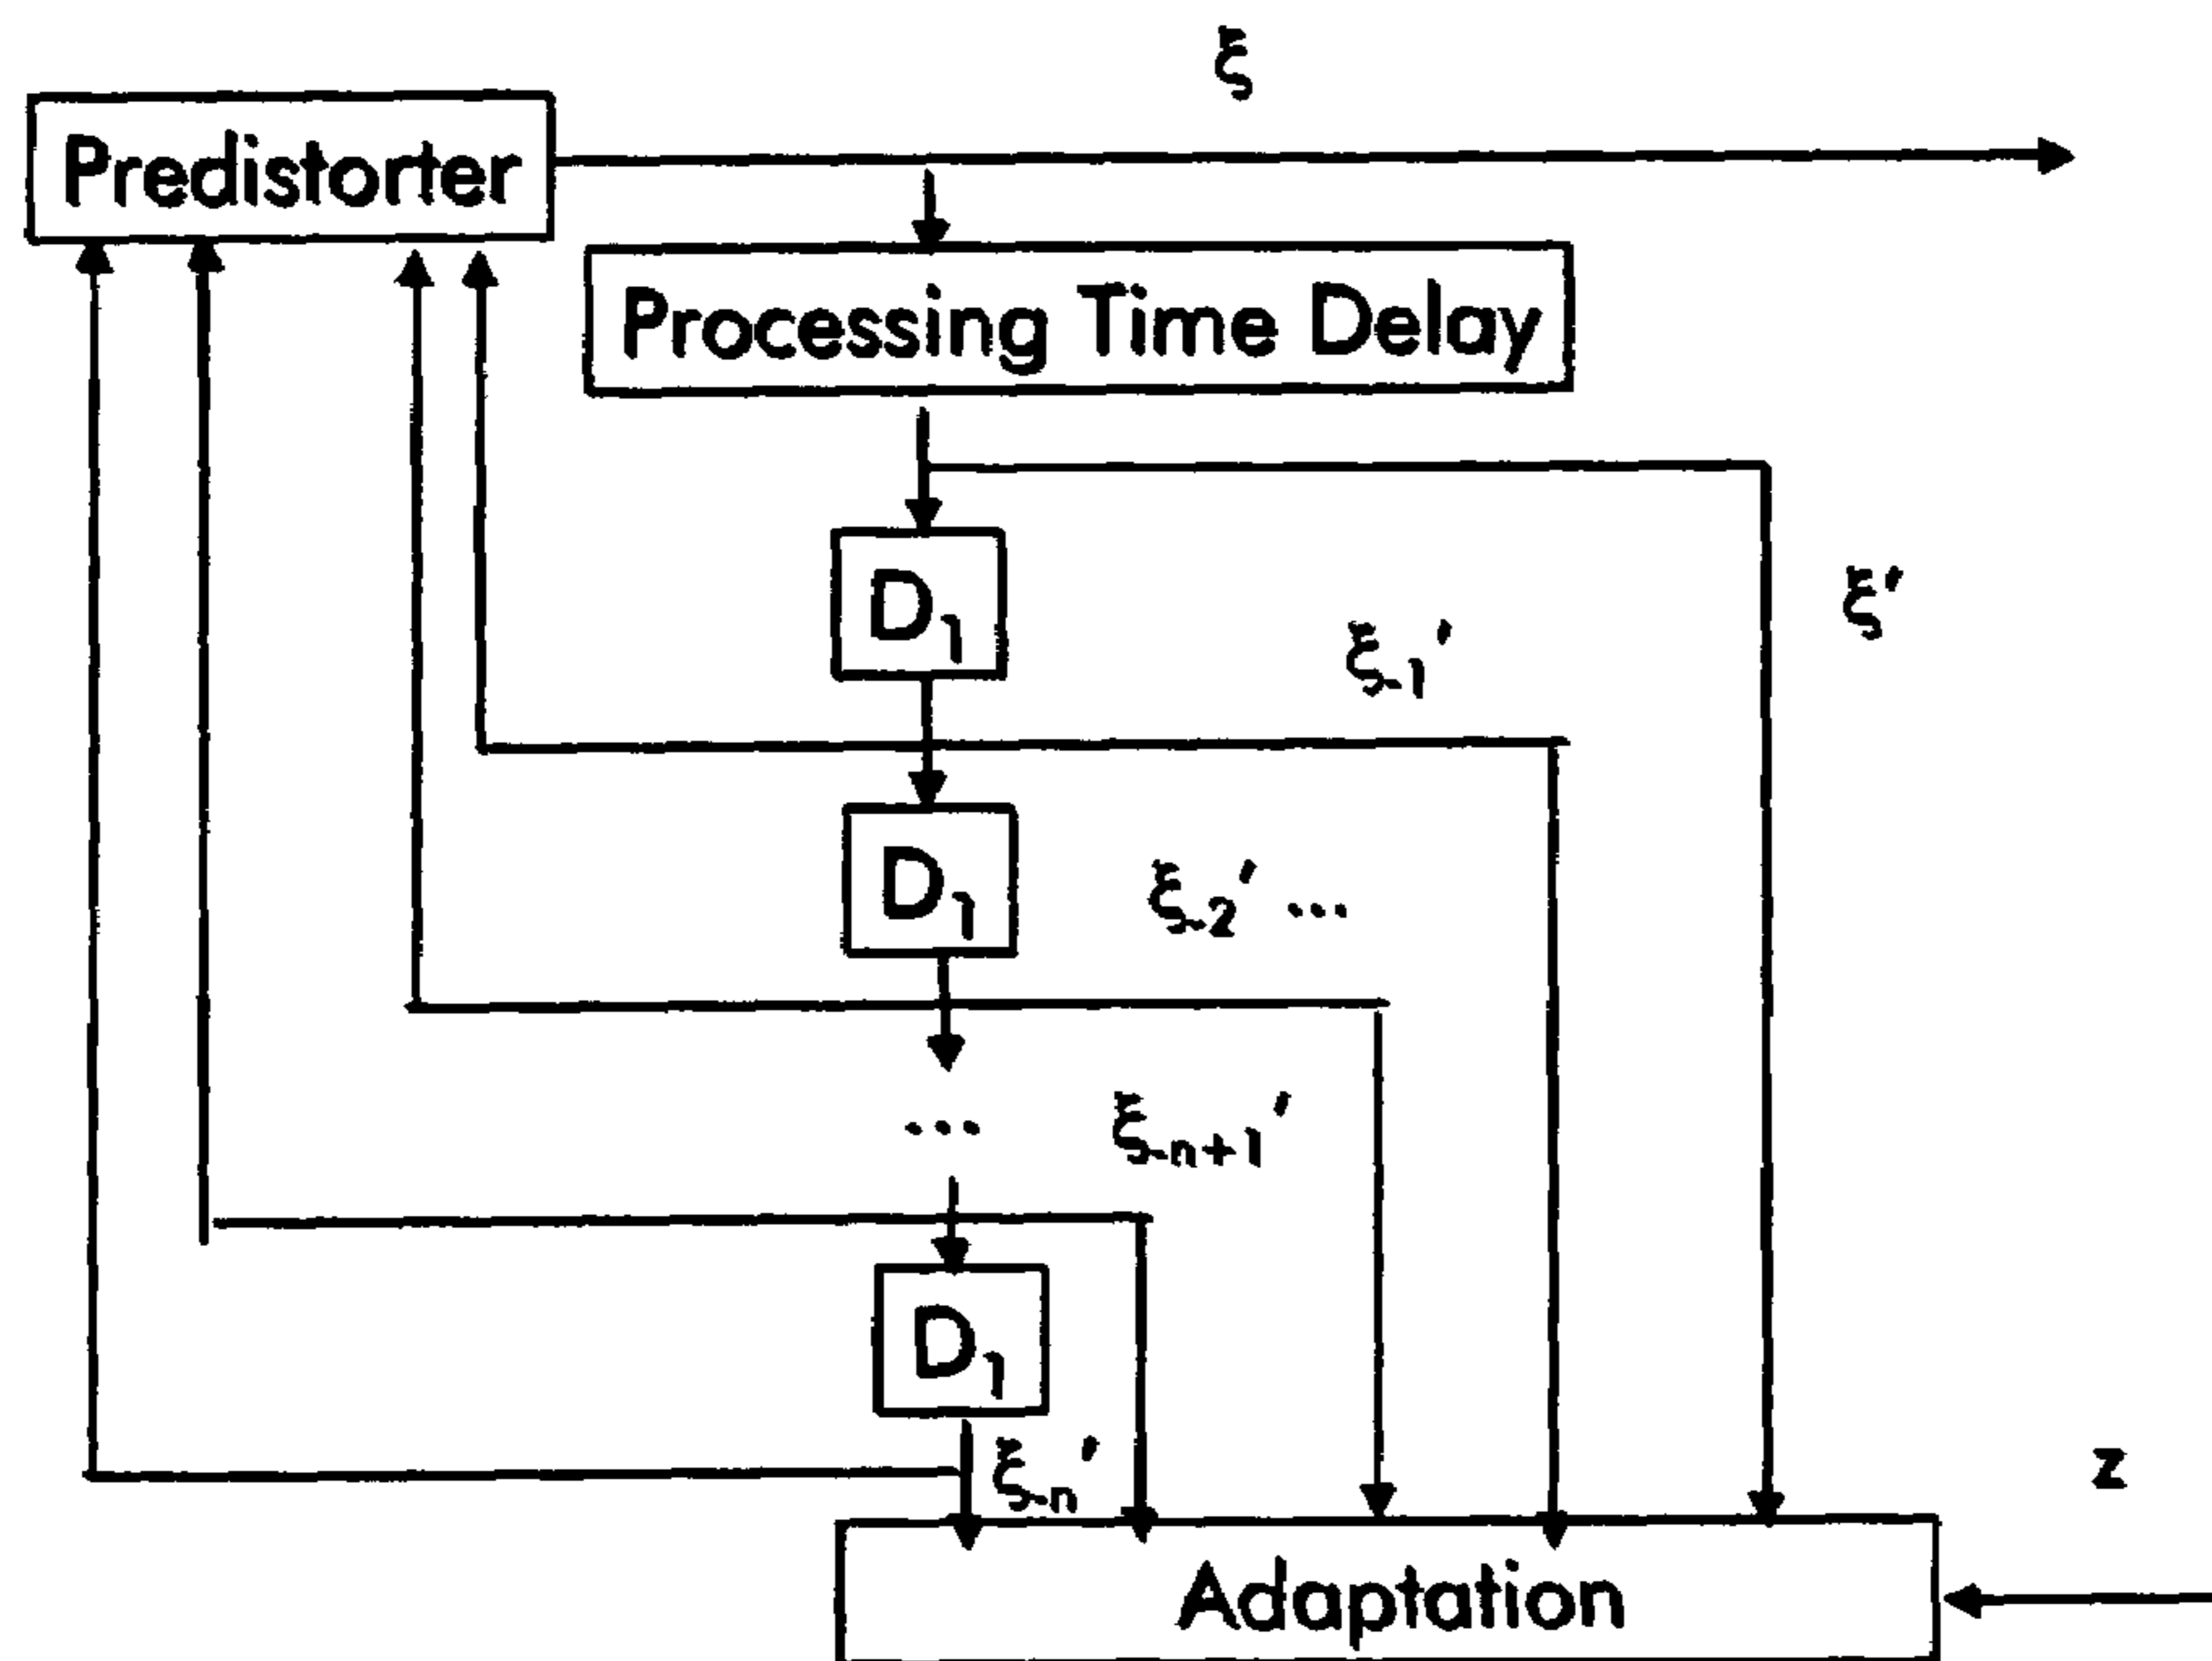 ξ
Predistorter
Processing Time Delay
ξ'
D₁
ξ₋₁'
D₁
ξ₋₂' ...
...
ξ₋ₙ₊₁'
D₁
ξ₋ₙ'
z
Adaptation